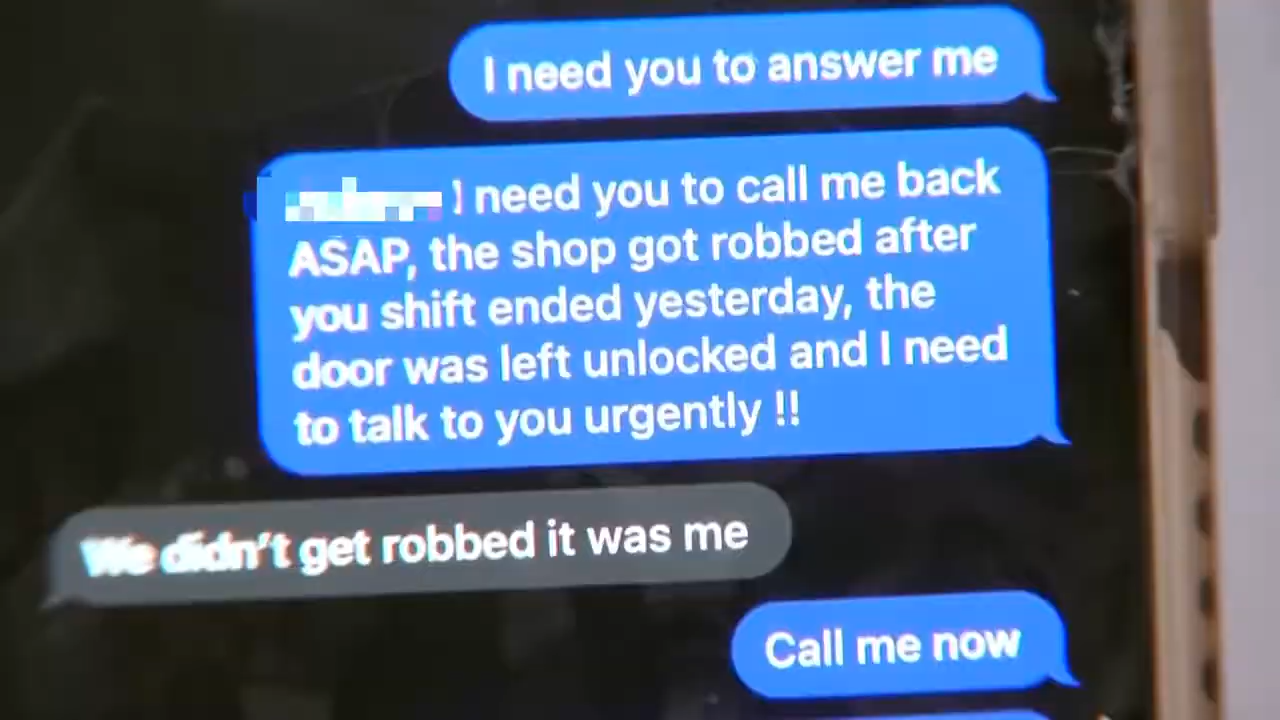 I need you to answer me
I need you to call me back
ASAP, the shop got robbed after
you shift ended yesterday, the
door was left unlocked and I need
to talk to you urgently !!
We didn't get robbed it was me
Call me now